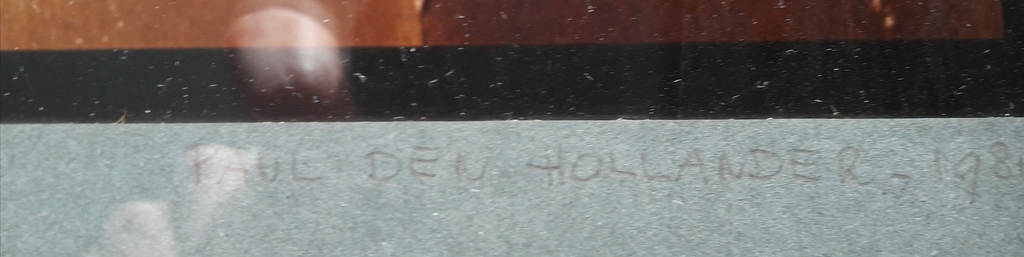 PAUL DEN HOLLANDER. 198